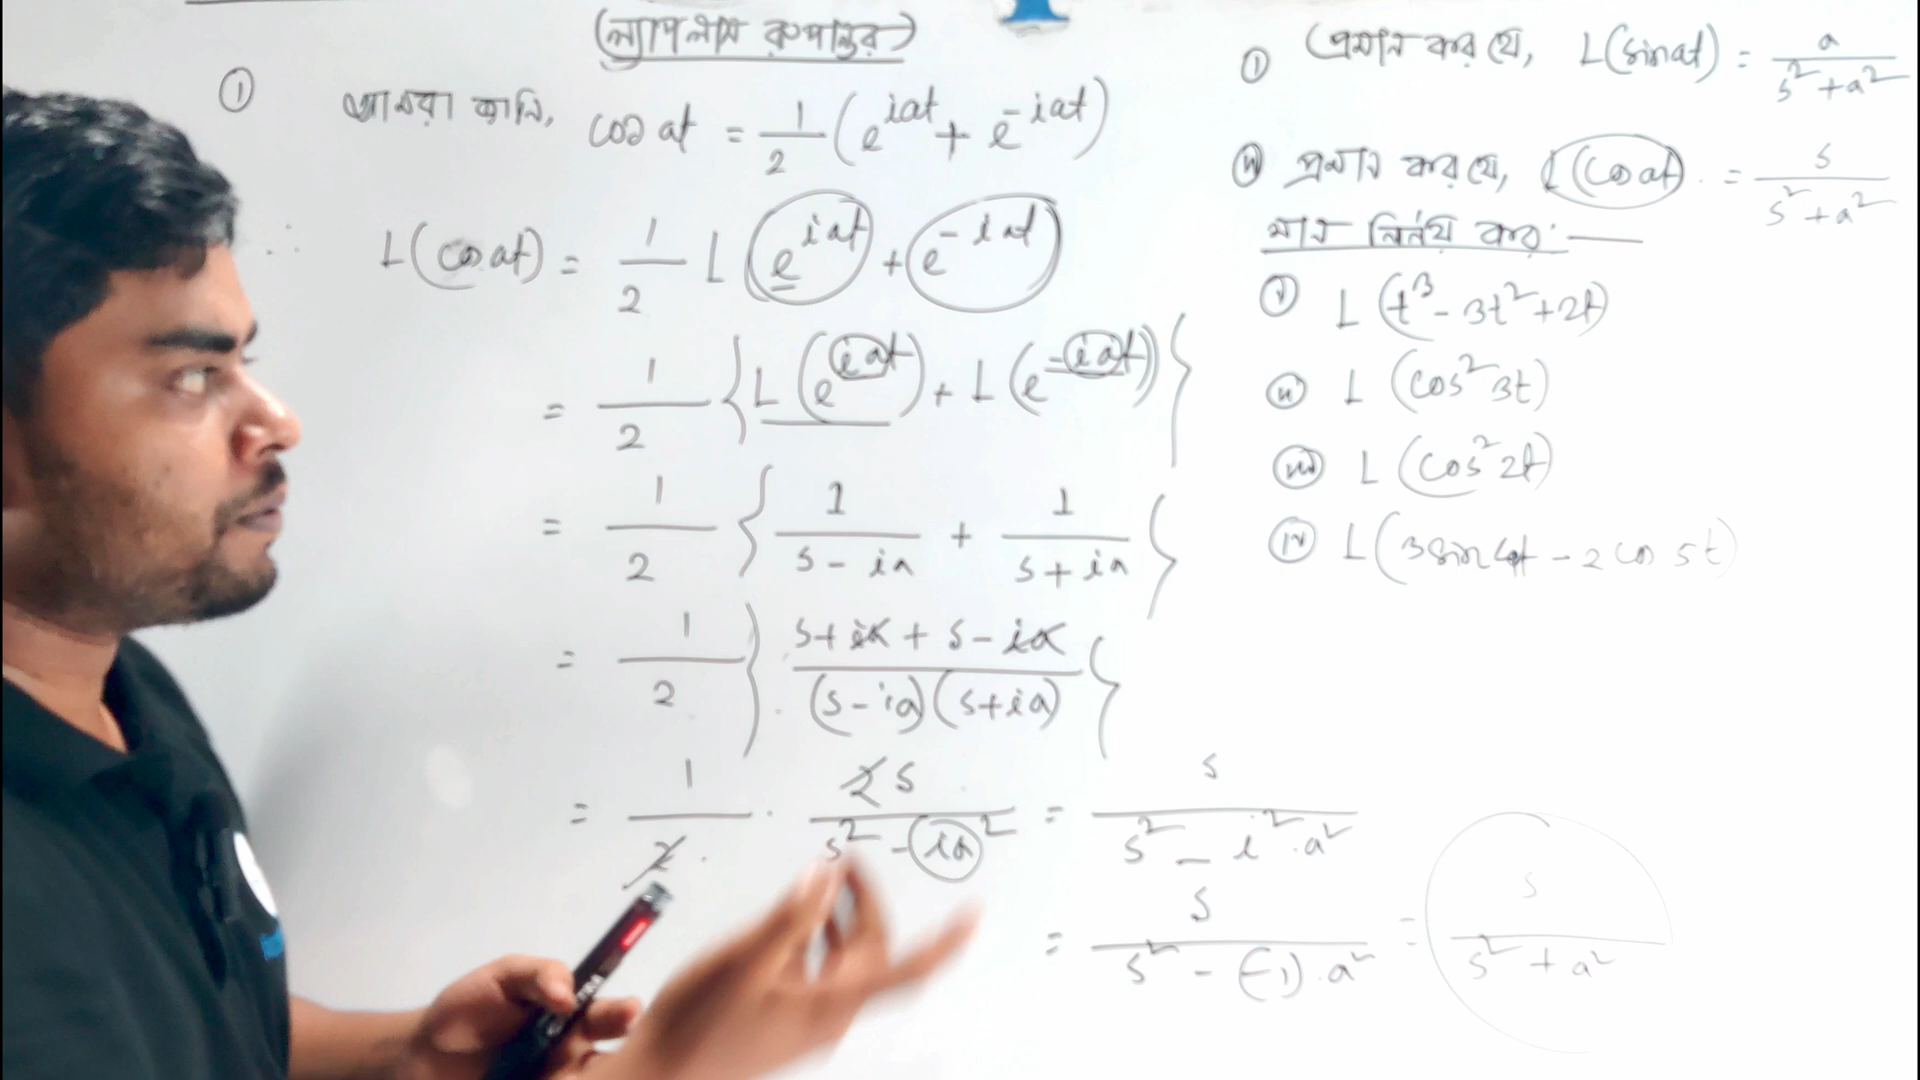 (ল্যাপলাস রুপান্তর)
① আমরা জানি, cos at = 1/2 (e^{iat} + e^{-iat})
∴ L(cos at) = 1/2 L (e^{iat} + e^{-iat})
= 1/2 {L(e^{iat}) + L(e^{-iat})}
= 1/2 {1/(s - ia) + 1/(s + ia)}
= 1/2 {(s + ia + s - ia)/((s - ia)(s + ia))}
= 1/2 · 2s/(s² - (ia)²) = s/(s² - i²·a²)
= s/(s² - (-1)·a²) = s/(s² + a²)
① প্রমান কর যে, L(sin at) = a/(s² + a²)
ⓘⓘ প্রমান কর যে, L(cos at) = s/(s² + a²)
মান নির্নয় কর:—
ⓘ L(t³ - 3t² + 2t)
ⓘⓘ L(cos² 3t)
ⓘⓘⓘ L(cos² 2t)
ⓘⓥ L(3 sin 4t - 2 cos 5t)